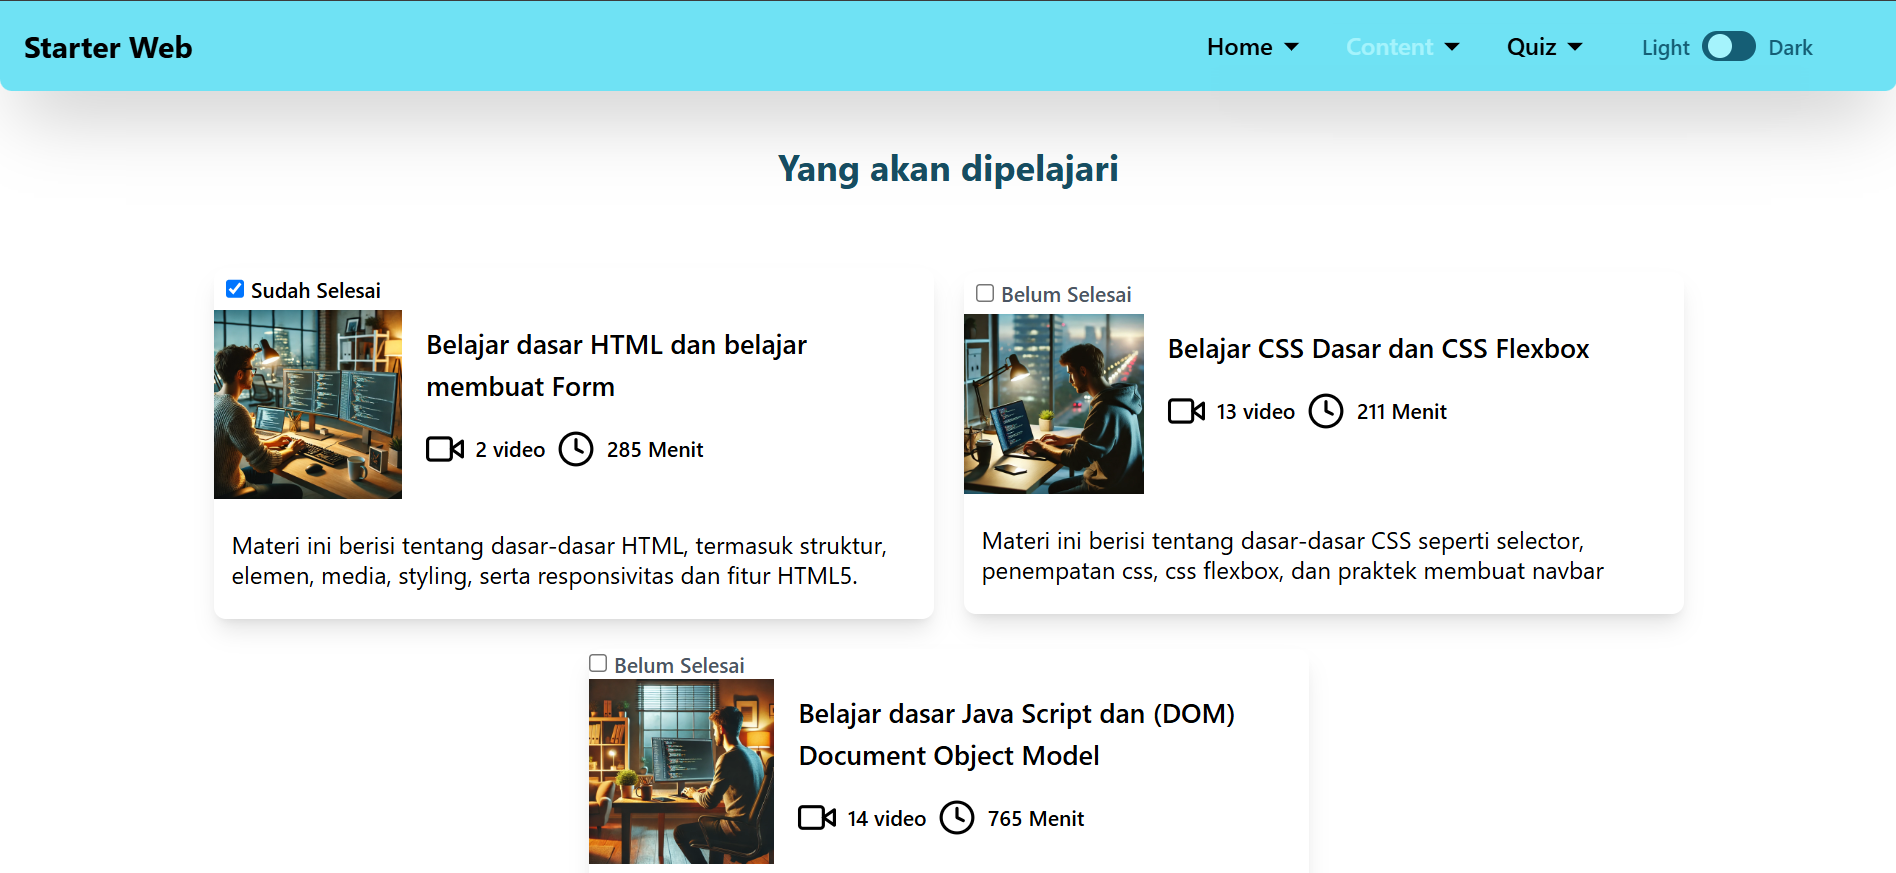 Starter Web
Home
Content
Quiz
Light
Dark
Yang akan dipelajari
Sudah Selesai
Belajar dasar HTML dan belajar
membuat Form
2 video
285 Menit
Materi ini berisi tentang dasar-dasar HTML, termasuk struktur,
elemen, media, styling, serta responsivitas dan fitur HTML5.
Belum Selesai
Belajar CSS Dasar dan CSS Flexbox
13 video
211 Menit
Materi ini berisi tentang dasar-dasar CSS seperti selector,
penempatan css, css flexbox, dan praktek membuat navbar
Belum Selesai
Belajar dasar Java Script dan (DOM)
Document Object Model
14 video
765 Menit